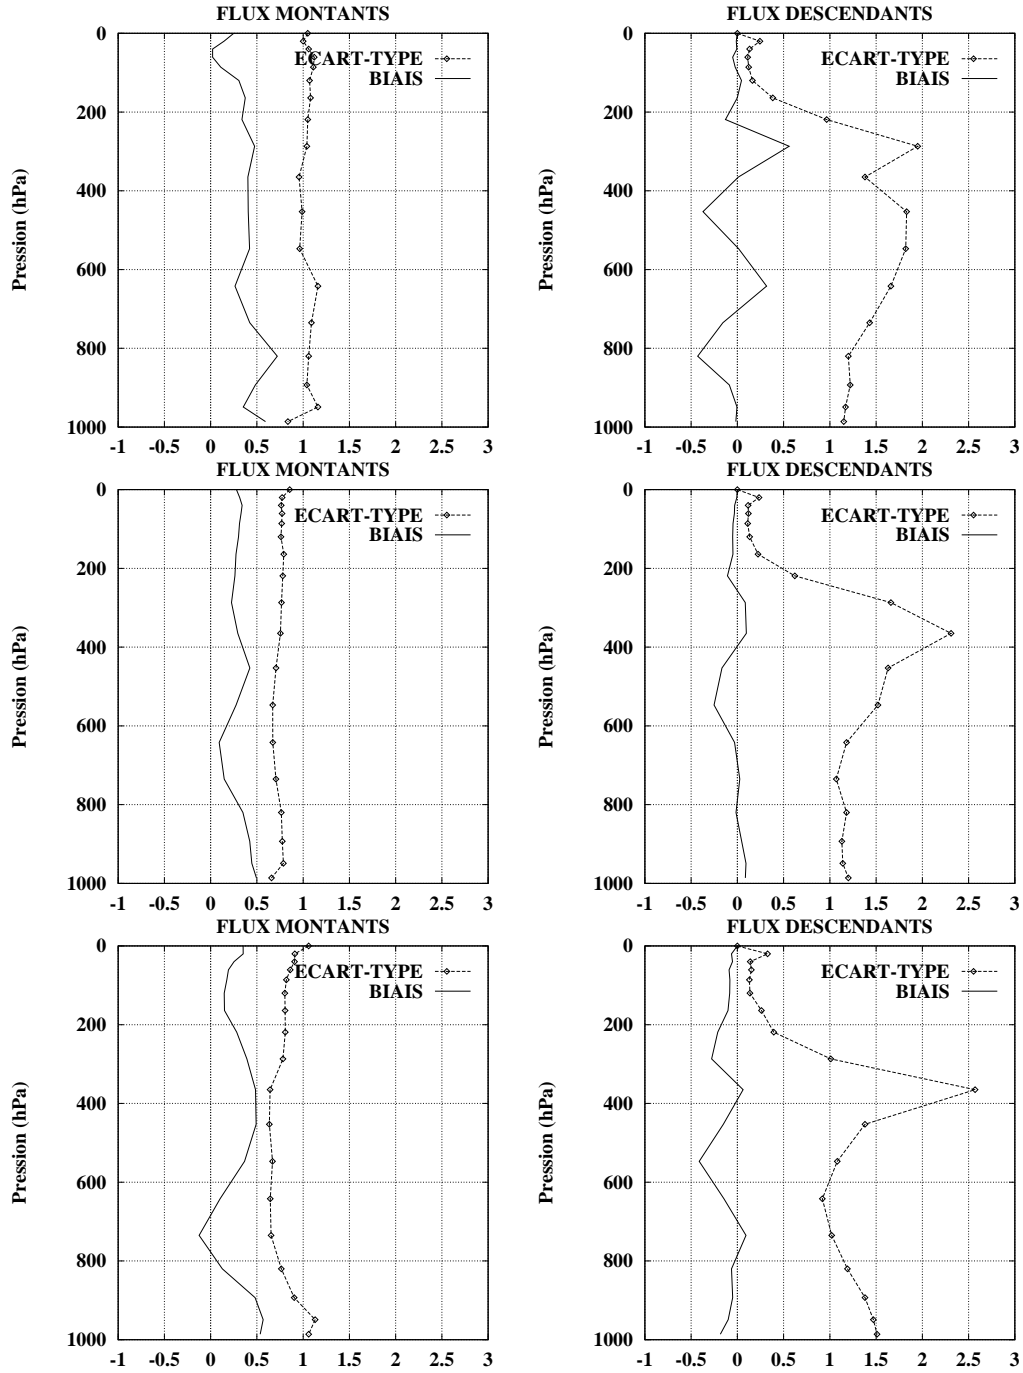 FLUX MONTANTS
0
200
400
600
800
1000
Pression (hPa)
ECART-TYPE
BIAIS
-1 -0.5 0 0.5 1 1.5 2 2.5 3
FLUX DESCENDANTS
0
200
400
600
800
1000
Pression (hPa)
ECART-TYPE
BIAIS
-1 -0.5 0 0.5 1 1.5 2 2.5 3
FLUX MONTANTS
0
200
400
600
800
1000
Pression (hPa)
ECART-TYPE
BIAIS
-1 -0.5 0 0.5 1 1.5 2 2.5 3
FLUX DESCENDANTS
0
200
400
600
800
1000
Pression (hPa)
ECART-TYPE
BIAIS
-1 -0.5 0 0.5 1 1.5 2 2.5 3
FLUX MONTANTS
0
200
400
600
800
1000
Pression (hPa)
ECART-TYPE
BIAIS
-1 -0.5 0 0.5 1 1.5 2 2.5 3
FLUX DESCENDANTS
0
200
400
600
800
1000
Pression (hPa)
ECART-TYPE
BIAIS
-1 -0.5 0 0.5 1 1.5 2 2.5 3